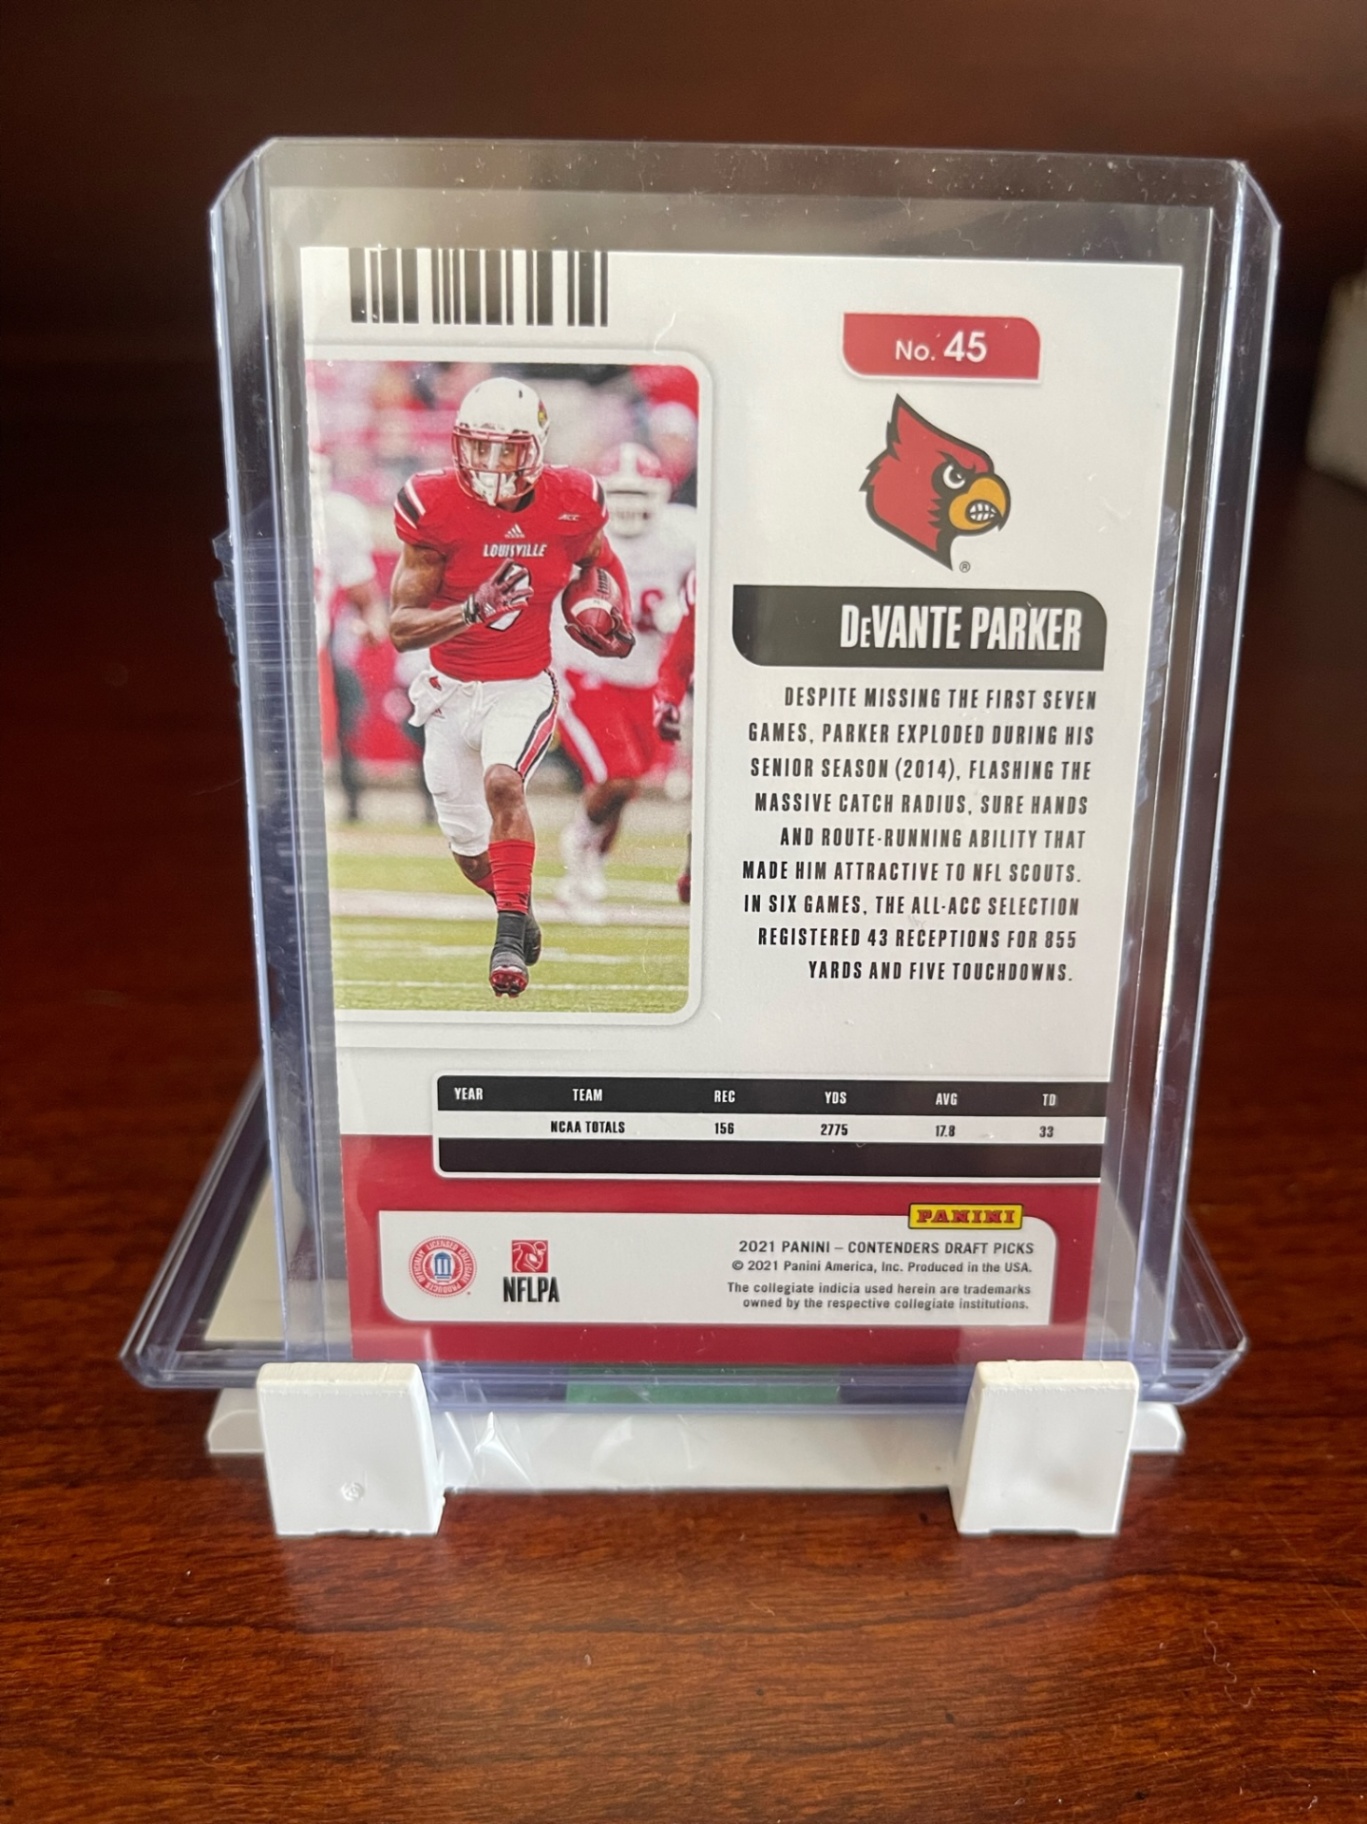 No. 45
®
LOUISVILLE
DeVANTE PARKER
DESPITE MISSING THE FIRST SEVEN
GAMES, PARKER EXPLODED DURING HIS
SENIOR SEASON (2014), FLASHING THE
MASSIVE CATCH RADIUS, SURE HANDS
AND ROUTE-RUNNING ABILITY THAT
MADE HIM ATTRACTIVE TO NFL SCOUTS.
IN SIX GAMES, THE ALL-ACC SELECTION
REGISTERED 43 RECEPTIONS FOR 855
YARDS AND FIVE TOUCHDOWNS.
YEAR TEAM REC YDS AVG TD
NCAA TOTALS 156 2775 17.8 33
PANINI
OFFICIALLY LICENSED COLLEGIATE PRODUCTS
NFLPA
2021 PANINI – CONTENDERS DRAFT PICKS
© 2021 Panini America, Inc. Produced in the USA.
The collegiate indicia used herein are trademarks
owned by the respective collegiate institutions.